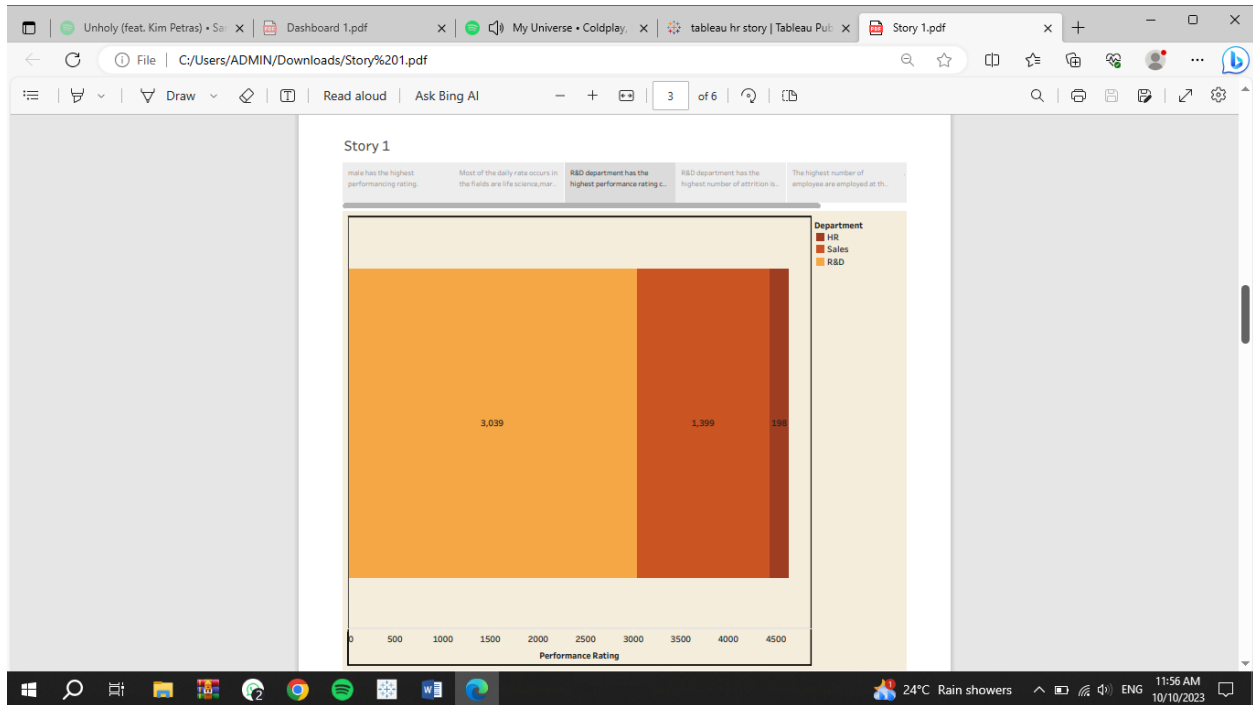 Unholy (feat. Kim Petras) • Sa
Dashboard 1.pdf
My Universe • Coldplay,
tableau hr story | Tableau Pub
Story 1.pdf
File
C:/Users/ADMIN/Downloads/Story%201.pdf
Draw
Read aloud
Ask Bing AI
3
of 6
Story 1
male has the highest
performancing rating.
Most of the daily rate occurs in
the fields are life science,mar...
R&D department has the
highest performance rating c...
R&D department has the
highest number of attrition is..
The highest number of
employee are employed at th..
Department
HR
Sales
R&D
3,039
1,399
198
0 500 1000 1500 2000 2500 3000 3500 4000 4500
Performance Rating
24°C Rain showers
ENG
11:56 AM
10/10/2023